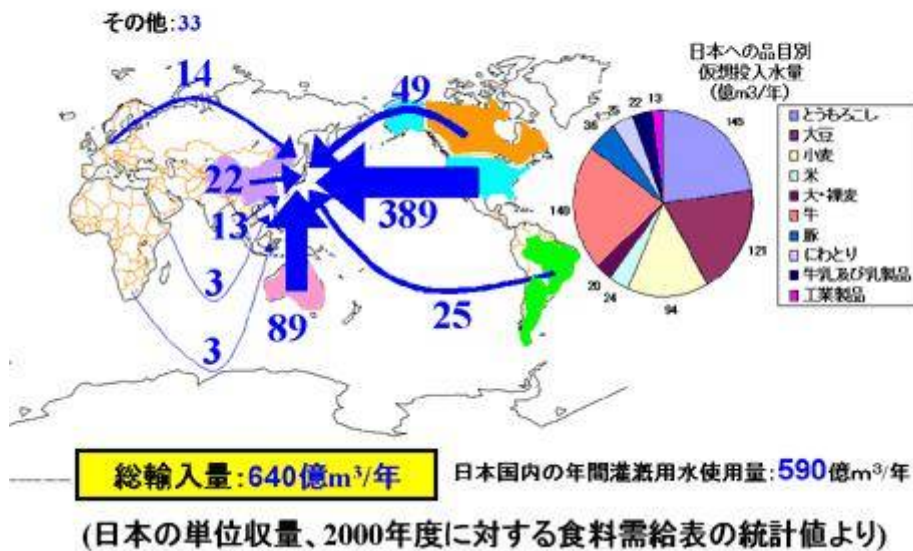 その他:33
14
49
22
13
389
3
3
89
25
日本への品目別
仮想投入水量
(億m3/年)
13
22
25
36
145
140
121
20
24
94
とうもろこし
大豆
小麦
米
大・裸麦
牛
豚
にわとり
牛乳及び乳製品
工業製品
総輸入量:640億m³/年
日本国内の年間灌漑用水使用量:590億m³/年
(日本の単位収量、2000年度に対する食料需給表の統計値より)